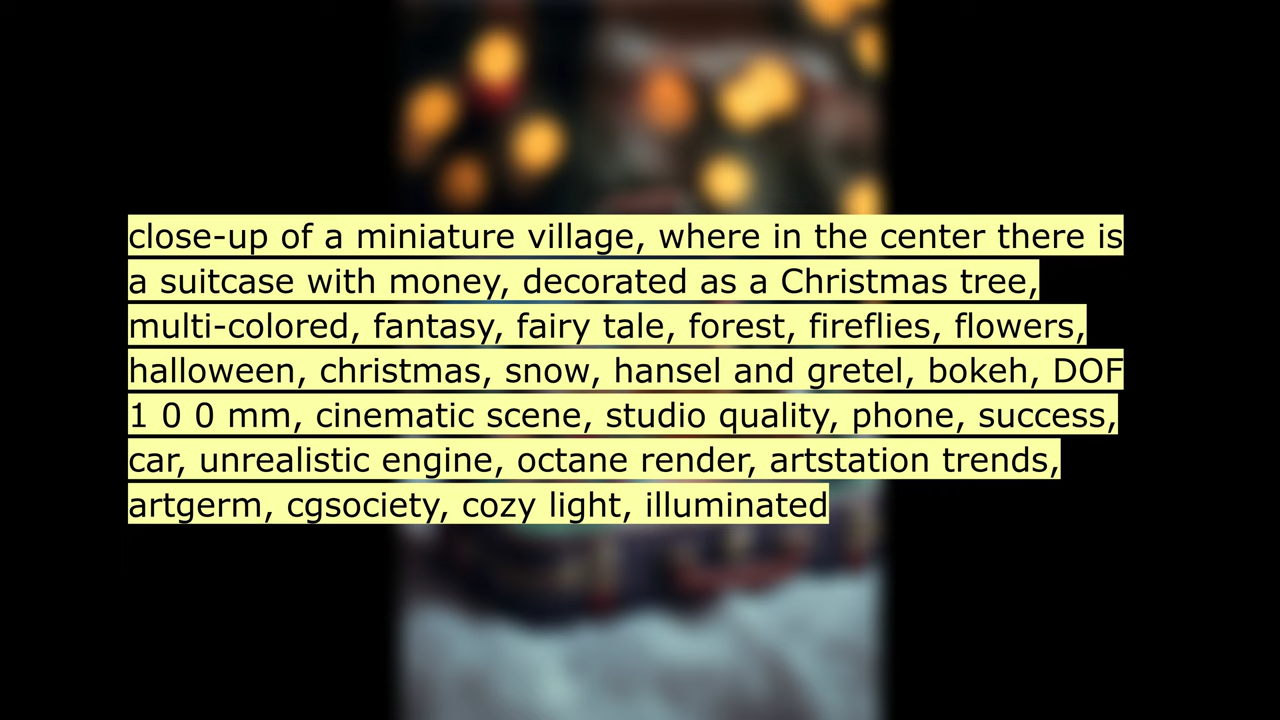 close-up of a miniature village, where in the center there is
a suitcase with money, decorated as a Christmas tree,
multi-colored, fantasy, fairy tale, forest, fireflies, flowers,
halloween, christmas, snow, hansel and gretel, bokeh, DOF
1 0 0 mm, cinematic scene, studio quality, phone, success,
car, unrealistic engine, octane render, artstation trends,
artgerm, cgsociety, cozy light, illuminated